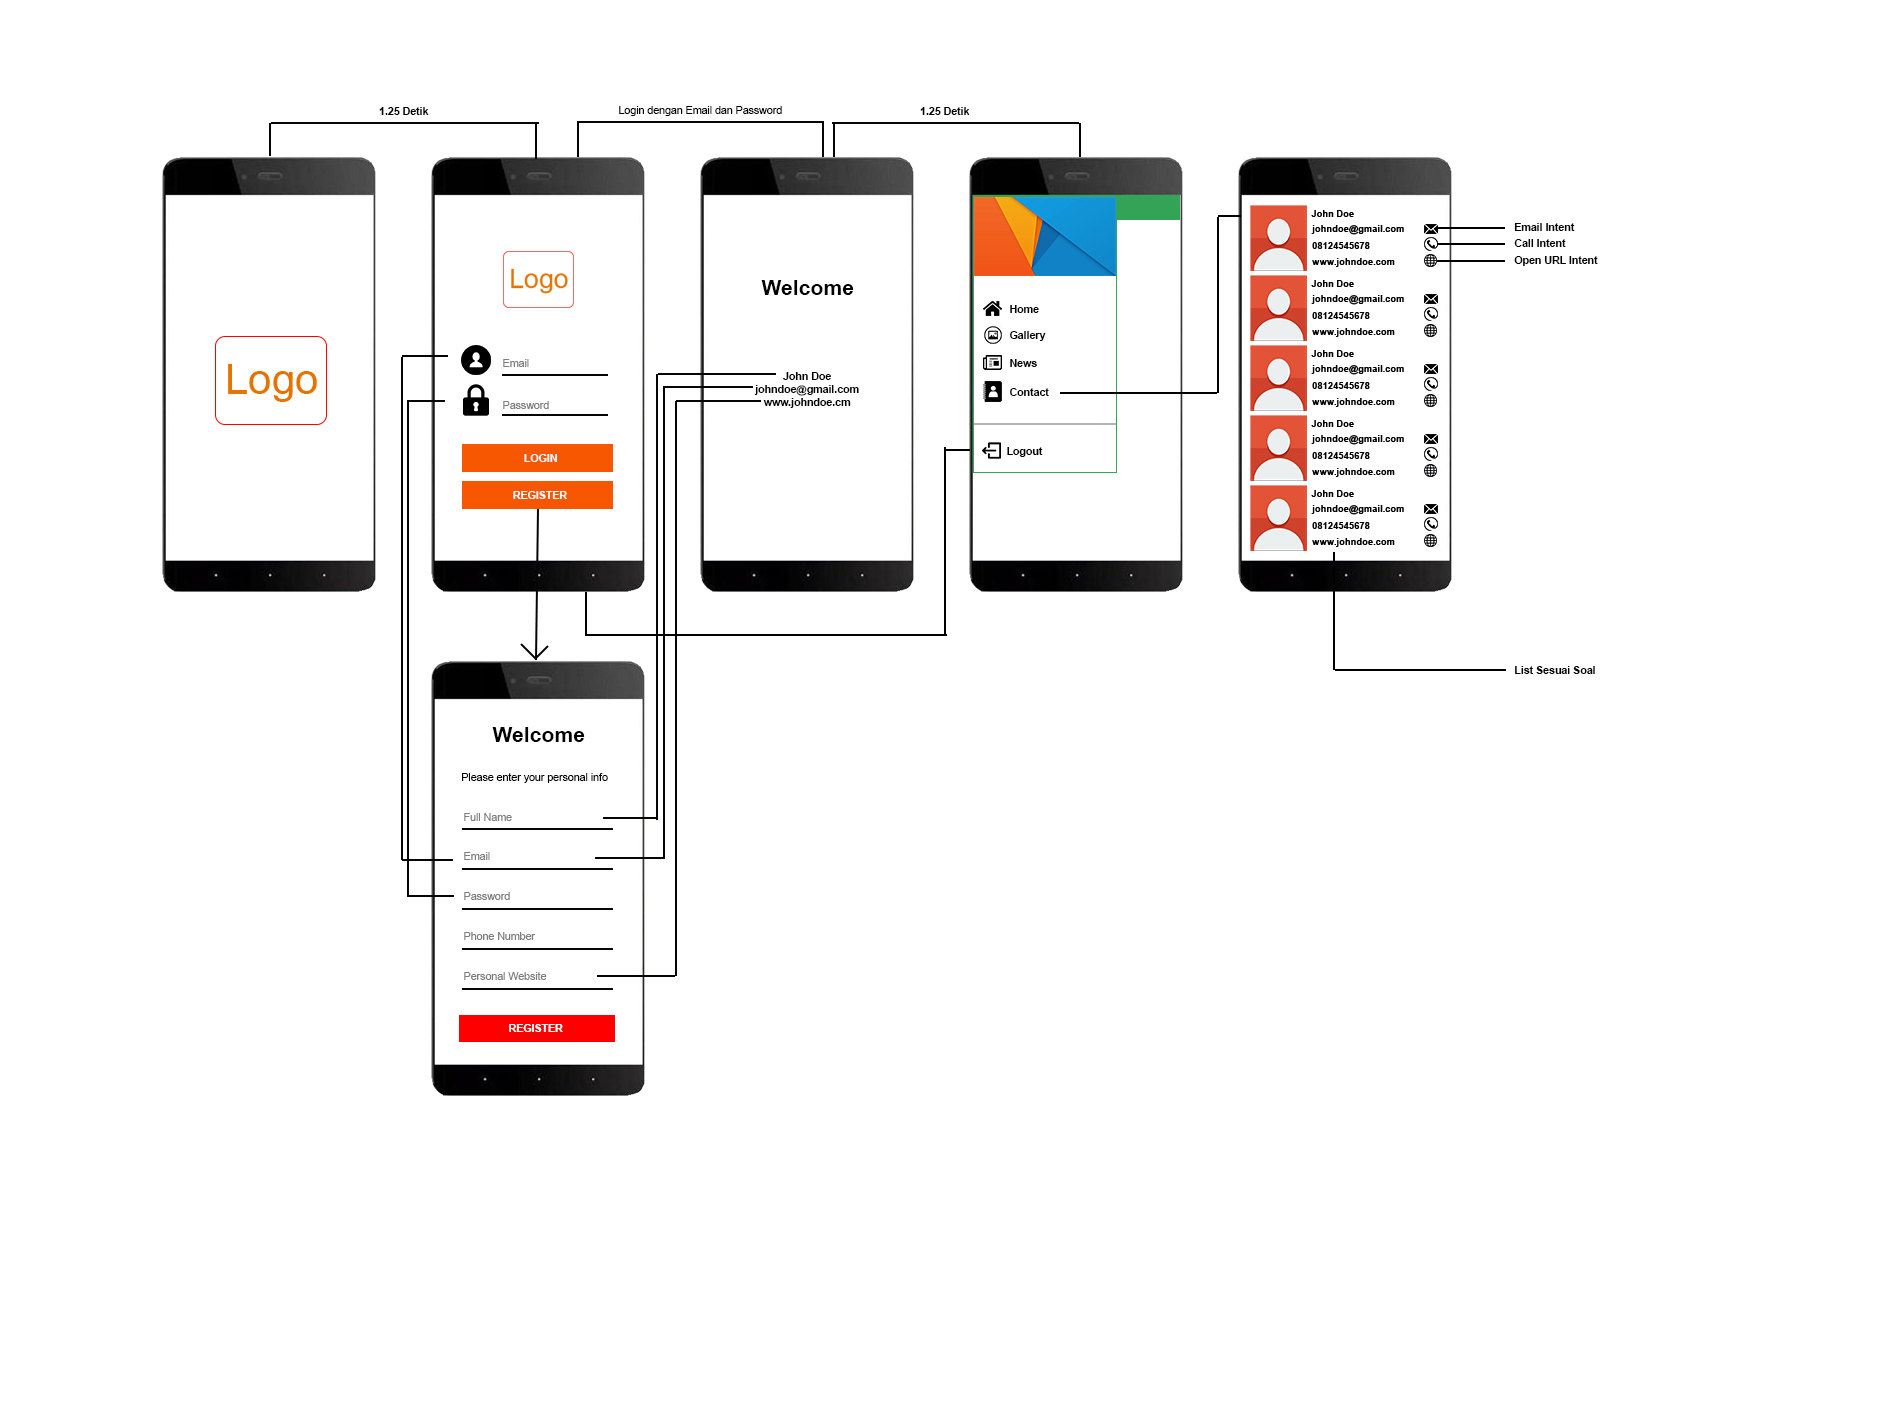 1.25 Detik
Login dengan Email dan Password
1.25 Detik
Logo
Logo
Email
Password
LOGIN
REGISTER
Welcome
John Doe
johndoe@gmail.com
www.johndoe.cm
Home
Gallery
News
Contact
Logout
John Doe
johndoe@gmail.com
08124545678
www.johndoe.com
John Doe
johndoe@gmail.com
08124545678
www.johndoe.com
John Doe
johndoe@gmail.com
08124545678
www.johndoe.com
John Doe
johndoe@gmail.com
08124545678
www.johndoe.com
John Doe
johndoe@gmail.com
08124545678
www.johndoe.com
Email Intent
Call Intent
Open URL Intent
List Sesuai Soal
Welcome
Please enter your personal info
Full Name
Email
Password
Phone Number
Personal Website
REGISTER